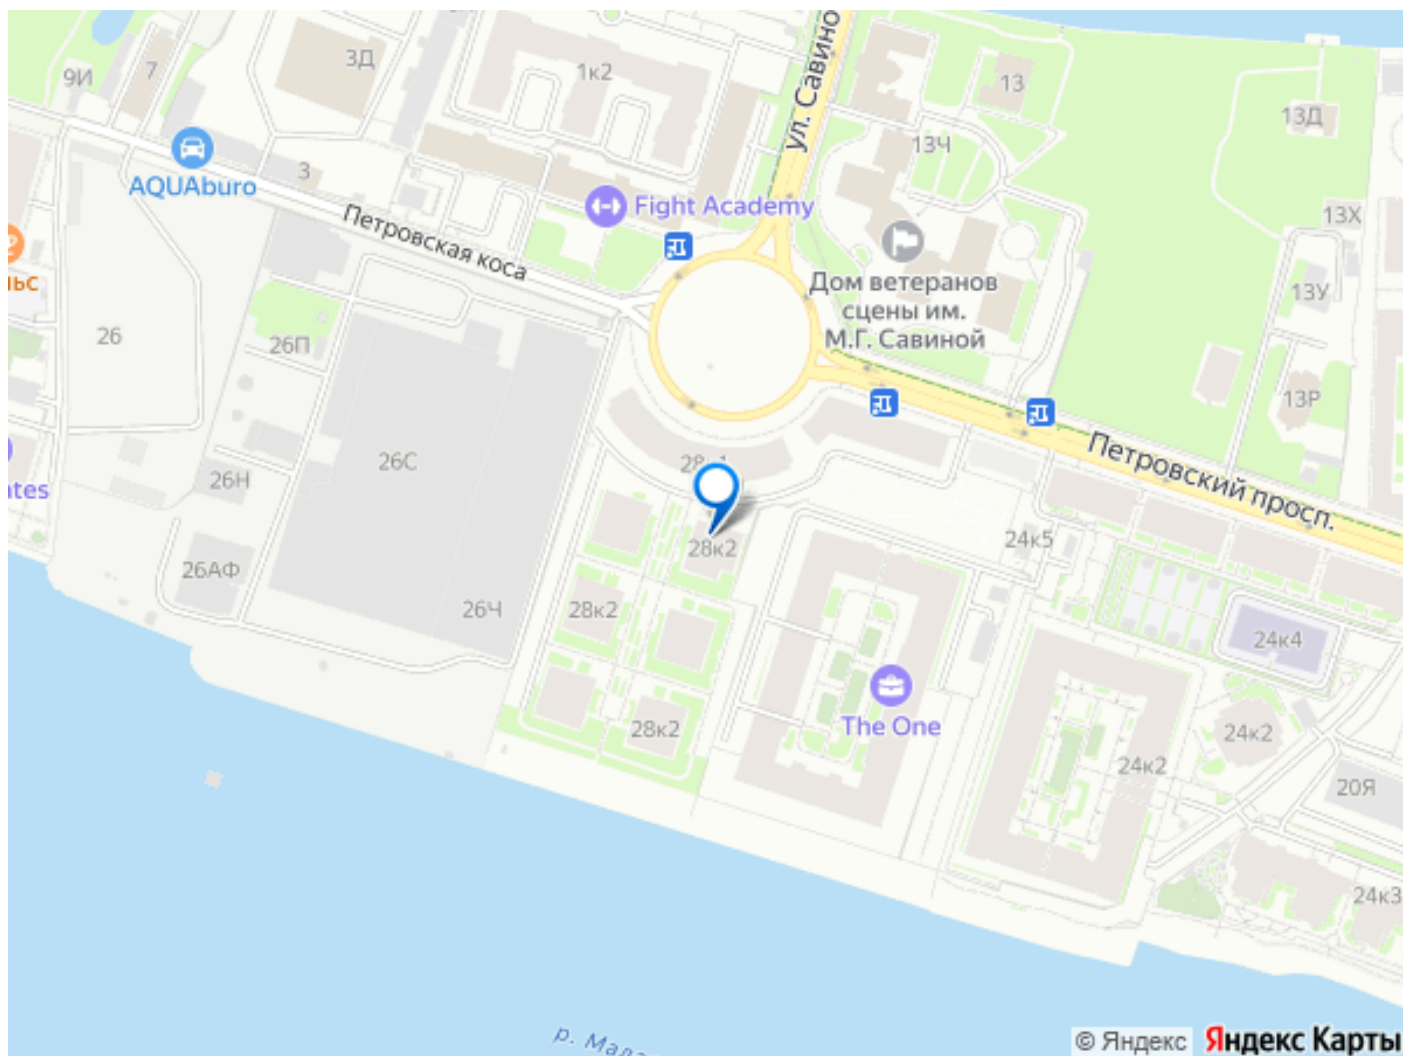 ул. Савино
9И
7
3Д
1к2
13
13Д
13Ч
AQUAburo
3
Петровская коса
Fight Academy
13Х
Дом ветеранов
сцены им.
М.Г. Савиной
13У
ьс
26
26П
13Р
26С
Петровский просп.
tes
26Н
28к2
24к5
26АФ
26Ч
28к2
24к4
The One
28к2
24к2
24к2
20Я
24к3
© Яндекс Яндекс Карты